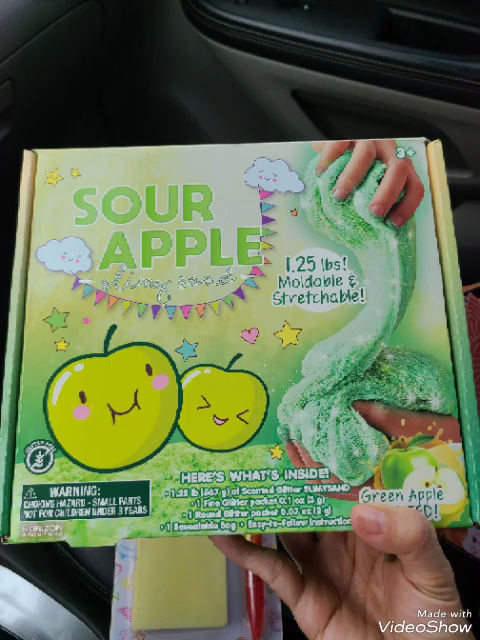 3+
SOUR
APPLE
slimy sand
1.25 lbs!
Moldable &
Stretchable!
HERE'S WHAT'S INSIDE!
• 1.25 lb (567 g) of Scented Glitter SLIMYSAND
• 1 Fine Glitter packet 0.1 oz (3 g)
• 1 Round Glitter packet 0.07 oz (2 g)
• 1 Resealable Bag • Easy-to-follow instruction
WARNING:
CHOKING HAZARD - SMALL PARTS
NOT FOR CHILDREN UNDER 3 YEARS
HORIZON
Green Apple
Made with
VideoShow